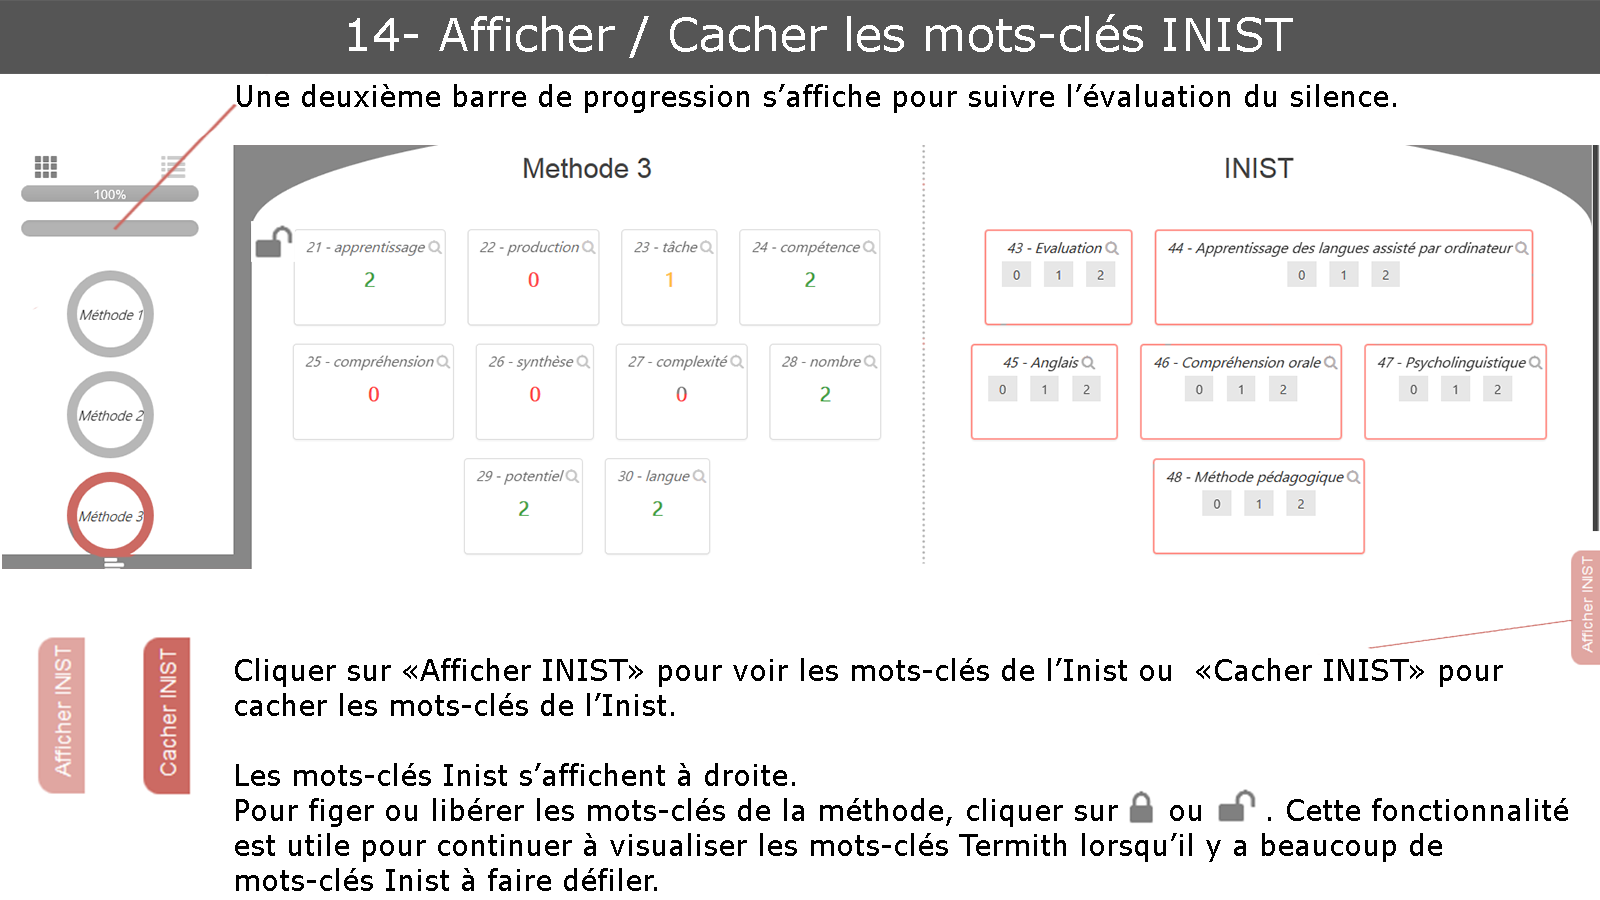 14- Afficher / Cacher les mots-clés INIST
Une deuxième barre de progression s’affiche pour suivre l’évaluation du silence.
100%
Méthode 1
Méthode 2
Méthode 3
Methode 3
21 - apprentissage
2
22 - production
0
23 - tâche
1
24 - compétence
2
25 - compréhension
0
26 - synthèse
0
27 - complexité
0
28 - nombre
2
29 - potentiel
2
30 - langue
2
INIST
43 - Evaluation
0 1 2
44 - Apprentissage des langues assisté par ordinateur
0 1 2
45 - Anglais
0 1 2
46 - Compréhension orale
0 1 2
47 - Psycholinguistique
0 1 2
48 - Méthode pédagogique
0 1 2
Afficher INIST
Afficher INIST
Cacher INIST
Cliquer sur «Afficher INIST» pour voir les mots-clés de l’Inist ou «Cacher INIST» pour
cacher les mots-clés de l’Inist.
Les mots-clés Inist s’affichent à droite.
Pour figer ou libérer les mots-clés de la méthode, cliquer sur ou . Cette fonctionnalité
est utile pour continuer à visualiser les mots-clés Termith lorsqu’il y a beaucoup de
mots-clés Inist à faire défiler.